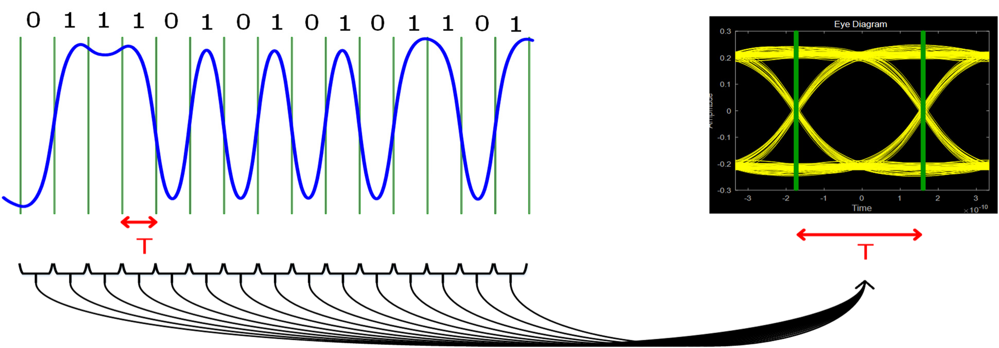 0 1 1 1 0 1 0 1 0 1 0 1 1 0 1
T
Eye Diagram
0.3
0.2
0.1
0
-0.1
-0.2
-0.3
Amplitude
-3 -2 -1 0 1 2 3
Time
×10-10
T